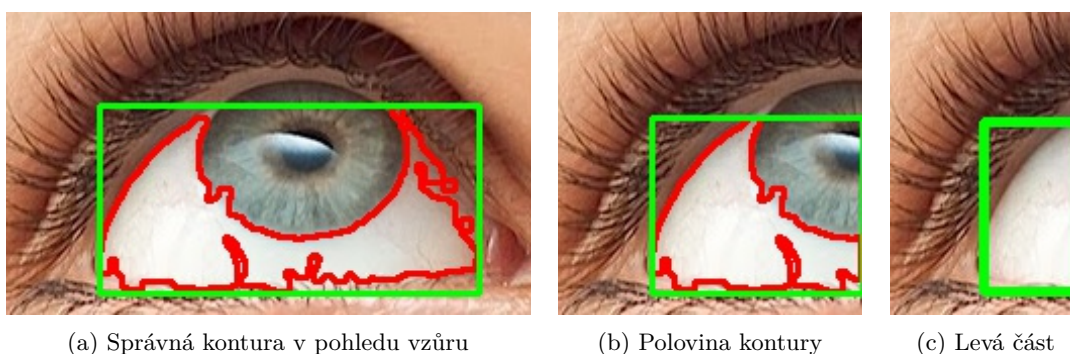 (a) Správná kontura v pohledu vzůru
(b) Polovina kontury
(c) Levá část